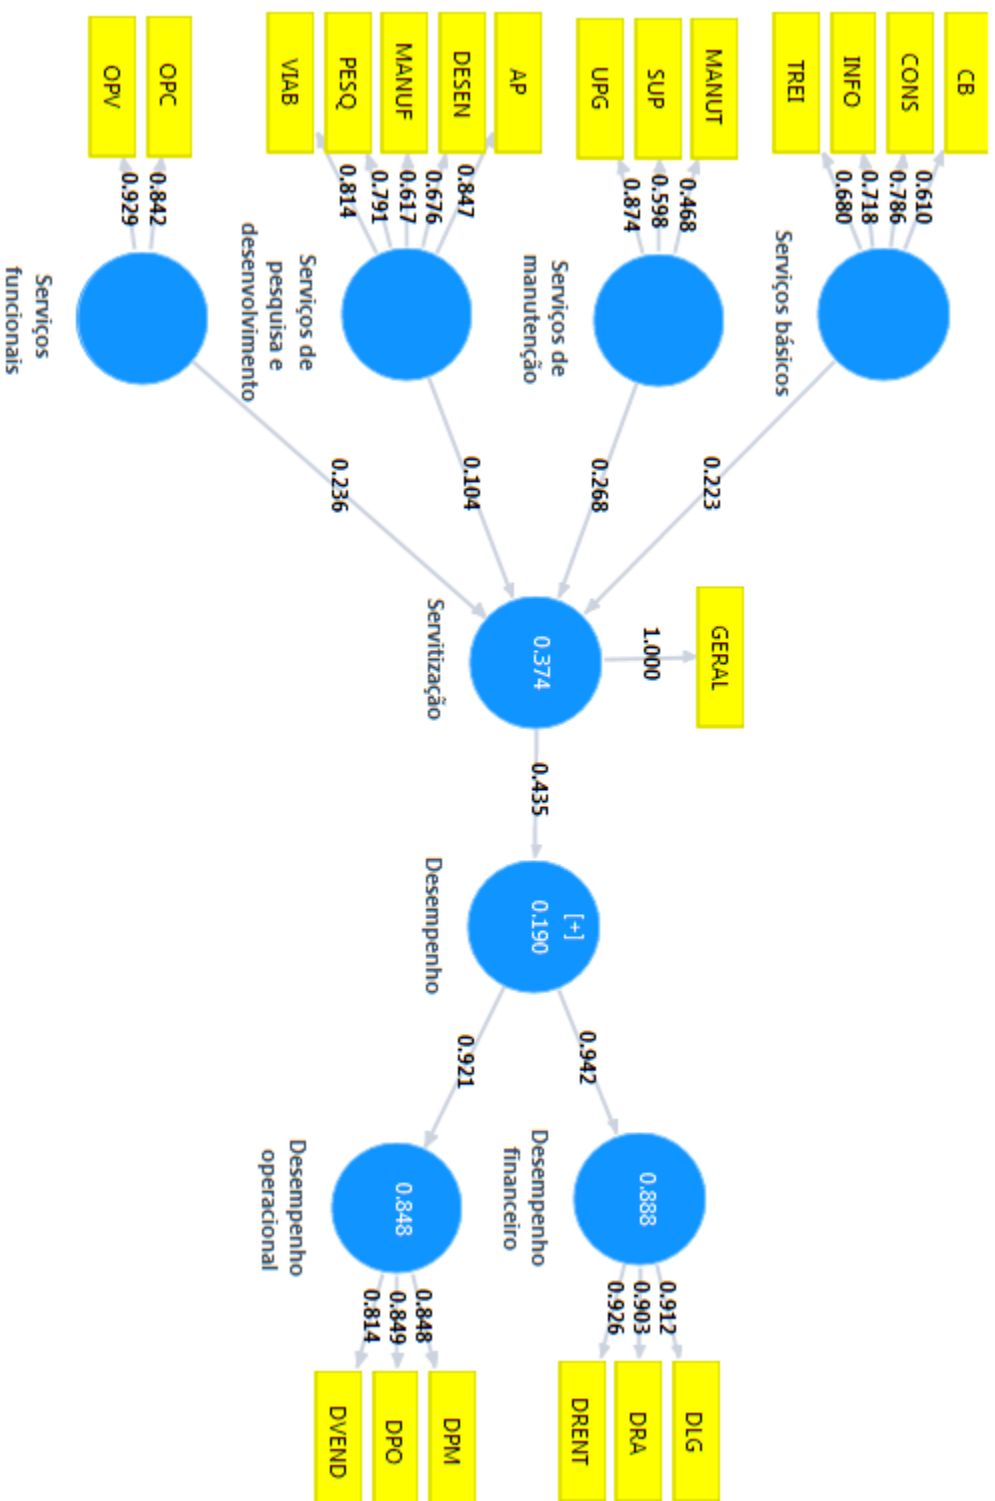 CB
CONS
INFO
TREI
0.610
0.786
0.718
0.680
Serviços básicos
0.223
MANUT
SUP
UPG
0.468
0.598
0.874
Serviços de
manutenção
0.268
AP
DESEN
MANUF
PESQ
VIAB
0.847
0.676
0.617
0.791
0.814
Serviços de
pesquisa e
desenvolvimento
0.104
OPC
OPV
0.842
0.929
Serviços
funcionais
0.236
GERAL
1.000
0.374
Servitização
0.435
[+]
0.190
Desempenho
0.942
0.921
0.888
Desempenho
financeiro
0.912
0.903
0.926
DLG
DRA
DRENT
0.848
Desempenho
operacional
0.848
0.849
0.814
DPM
DPO
DVEND